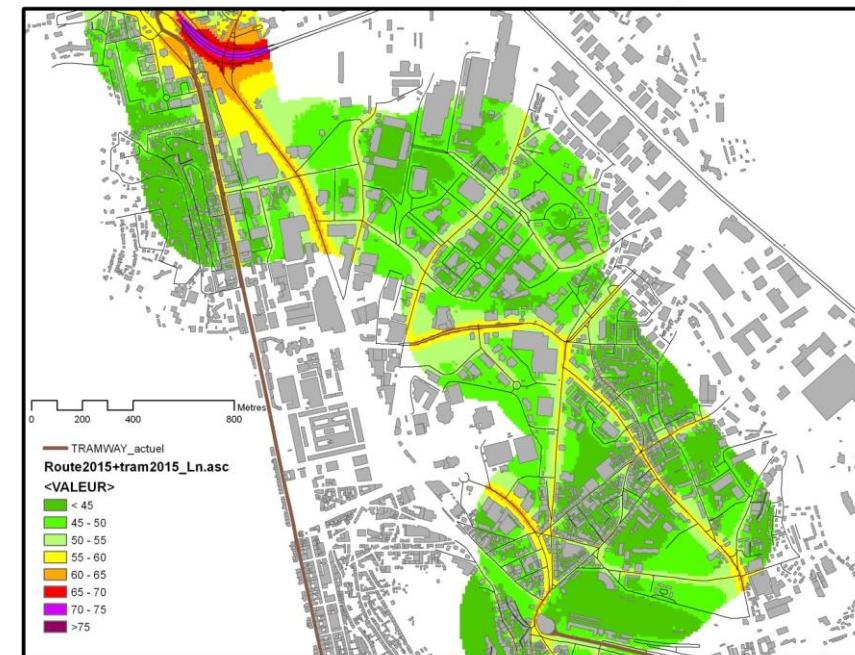 Mètres
0 200 400 800
TRAMWAY_actuel
Route2015+tram2015_Ln.asc
<VALEUR>
< 45
45 - 50
50 - 55
55 - 60
60 - 65
65 - 70
70 - 75
>75